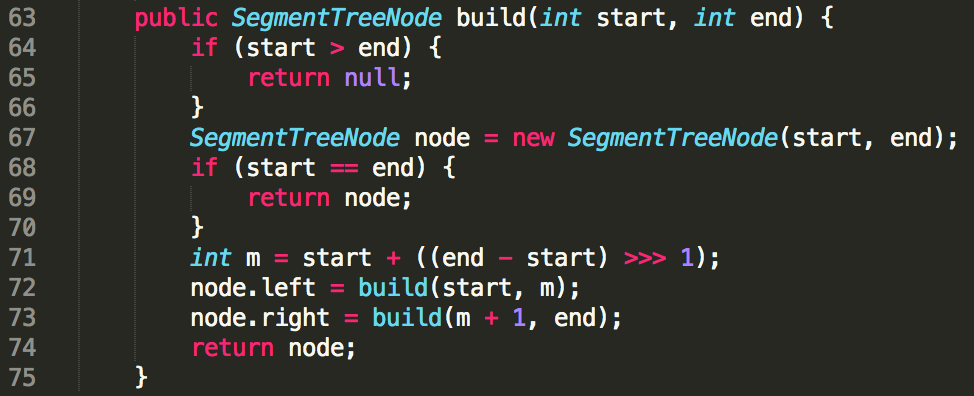 63 public SegmentTreeNode build(int start, int end) {
64 if (start > end) {
65 return null;
66 }
67 SegmentTreeNode node = new SegmentTreeNode(start, end);
68 if (start == end) {
69 return node;
70 }
71 int m = start + ((end - start) >>> 1);
72 node.left = build(start, m);
73 node.right = build(m + 1, end);
74 return node;
75 }